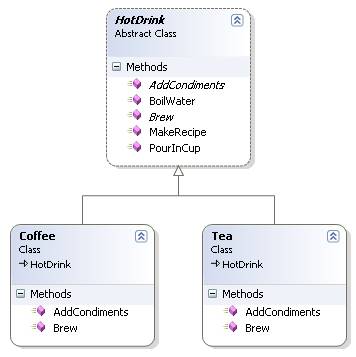 HotDrink
Abstract Class
Methods
AddCondiments
BoilWater
Brew
MakeRecipe
PourInCup
Coffee
Class
HotDrink
Methods
AddCondiments
Brew
Tea
Class
HotDrink
Methods
AddCondiments
Brew